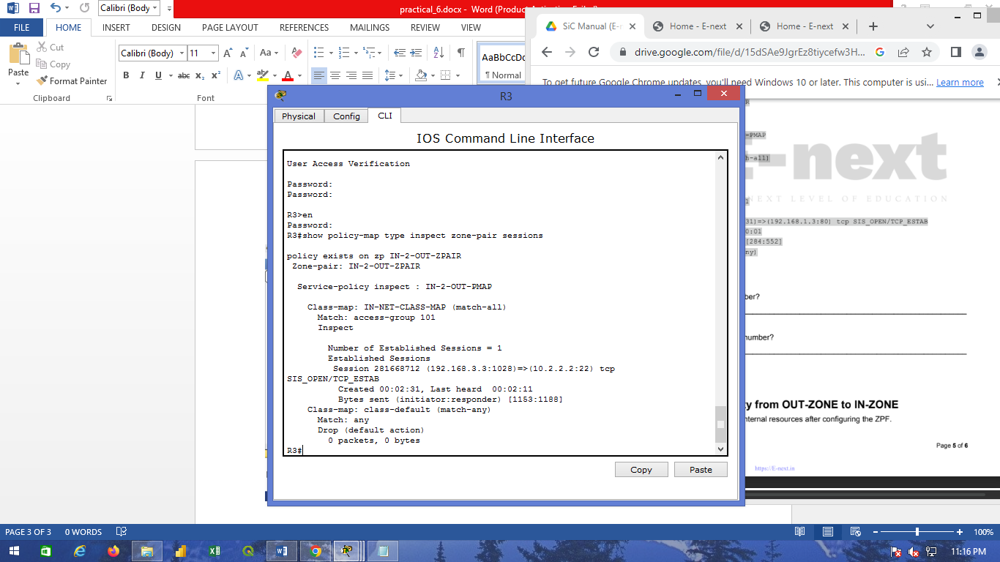 practical_6.docx - Word (Product Activation Failed)
Calibri (Body
FILE HOME INSERT DESIGN PAGE LAYOUT REFERENCES MAILINGS REVIEW VIEW
Paste
Cut
Copy
Format Painter
Clipboard
Calibri (Body) 11
Aa
B I U abc x2 x2
Font
AaBbCcDc
¶ Normal
SiC Manual (E-n
Home - E-next
Home - E-next
drive.google.com/file/d/15dSAe9JgrEz8tiycefw3H...
To get future Google Chrome updates, you'll need Windows 10 or later. This computer is usi... Learn more
R3
Physical Config CLI
IOS Command Line Interface
User Access Verification
Password:
Password:
R3>en
Password:
R3#show policy-map type inspect zone-pair sessions
policy exists on zp IN-2-OUT-ZPAIR
Zone-pair: IN-2-OUT-ZPAIR
Service-policy inspect : IN-2-OUT-PMAP
Class-map: IN-NET-CLASS-MAP (match-all)
Match: access-group 101
Inspect
Number of Established Sessions = 1
Established Sessions
Session 281668712 (192.168.3.3:1028)=>(10.2.2.2:22) tcp
SIS_OPEN/TCP_ESTAB
Created 00:02:31, Last heard 00:02:11
Bytes sent (initiator:responder) [1153:1188]
Class-map: class-default (match-any)
Match: any
Drop (default action)
0 packets, 0 bytes
R3#
Copy Paste
R
-PMAP
h-all]
E-next
NEXT LEVEL OF EDUCATION
1
31)=>(192.168.1.3:80) tcp SIS_OPEN/TCP_ESTAB
0:01
[284:552]
ny)
ber?
number?
y from OUT-ZONE to IN-ZONE
nternal resources after configuring the ZPF.
Page 5 of 6
https://E-next.in
PAGE 3 OF 3 0 WORDS
100%
11:16 PM